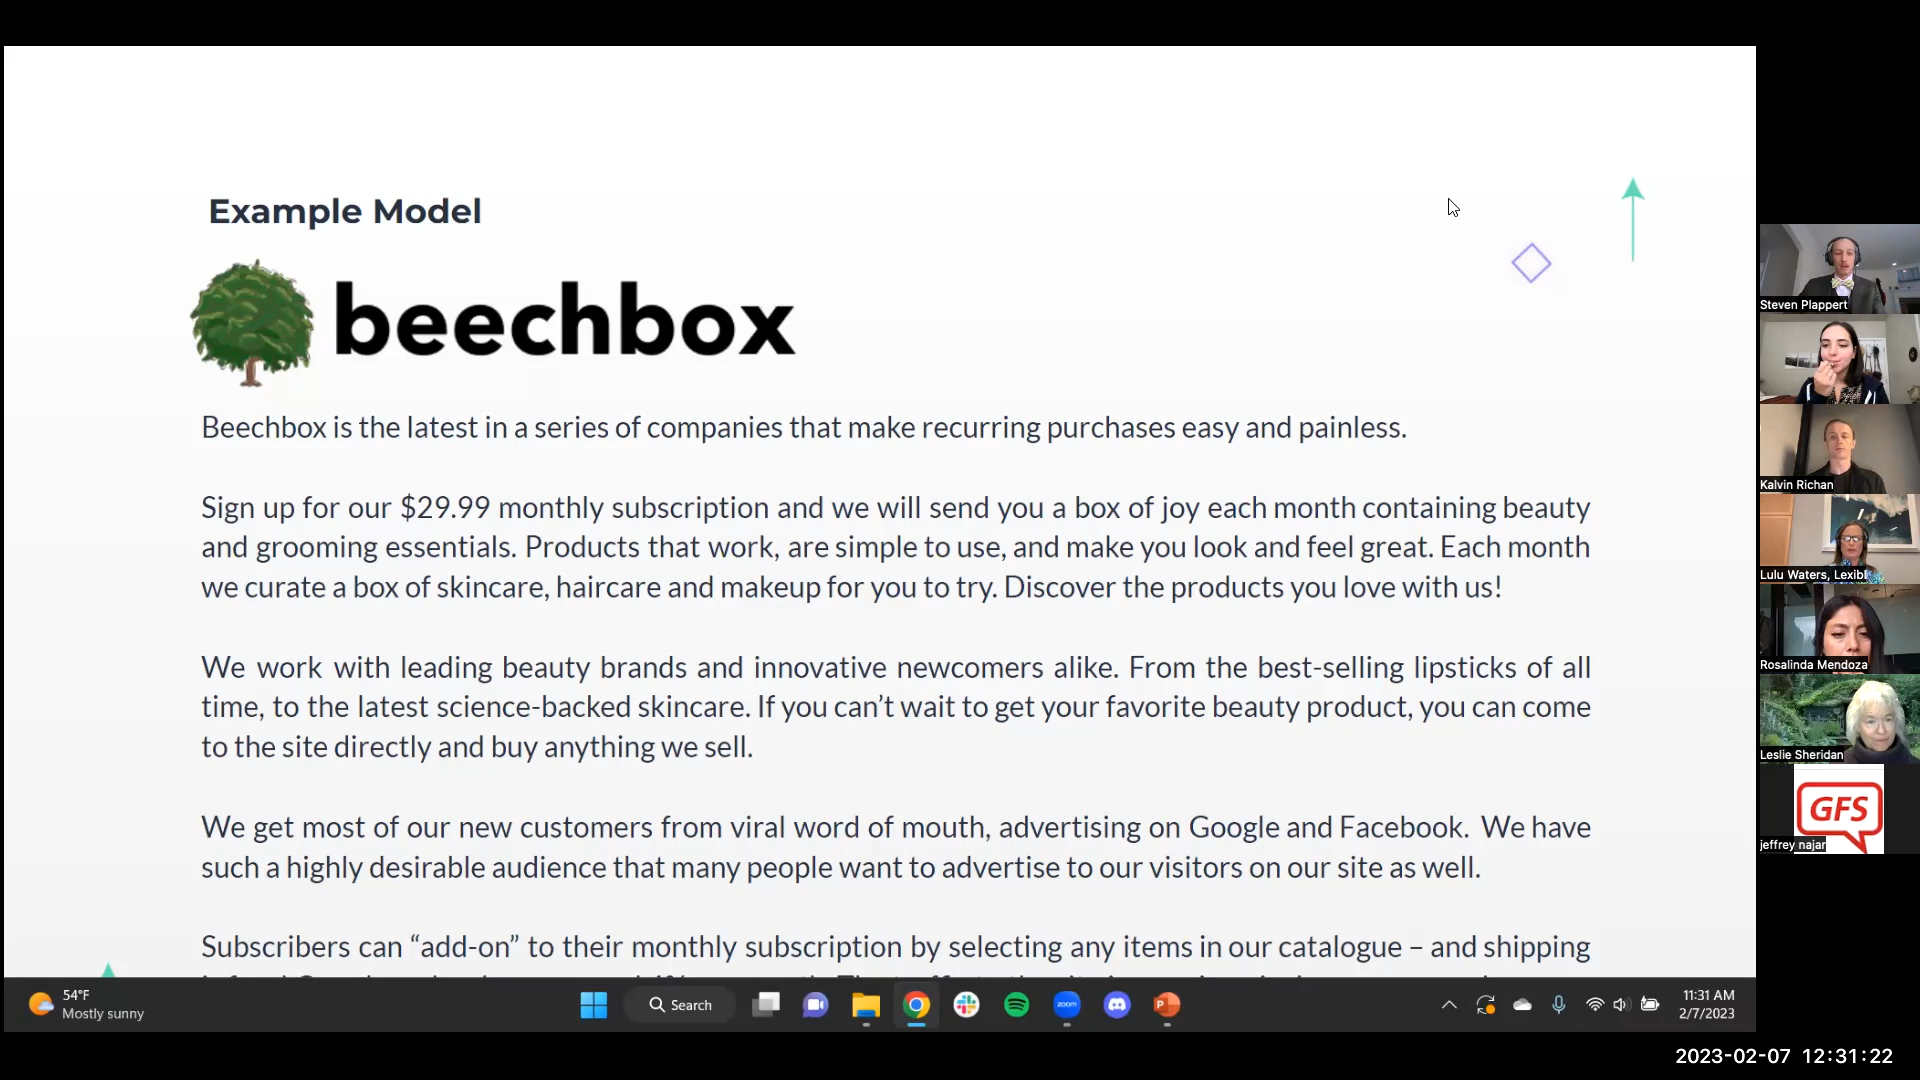 Example Model
beechbox
Beechbox is the latest in a series of companies that make recurring purchases easy and painless.
Sign up for our $29.99 monthly subscription and we will send you a box of joy each month containing beauty
and grooming essentials. Products that work, are simple to use, and make you look and feel great. Each month
we curate a box of skincare, haircare and makeup for you to try. Discover the products you love with us!
We work with leading beauty brands and innovative newcomers alike. From the best-selling lipsticks of all
time, to the latest science-backed skincare. If you can’t wait to get your favorite beauty product, you can come
to the site directly and buy anything we sell.
We get most of our new customers from viral word of mouth, advertising on Google and Facebook. We have
such a highly desirable audience that many people want to advertise to our visitors on our site as well.
Subscribers can “add-on” to their monthly subscription by selecting any items in our catalogue – and shipping
Steven Plappert
Kalvin Richan
Lulu Waters, Lexibl
Rosalinda Mendoza
Leslie Sheridan
GFS
jeffrey najar
54°F
Mostly sunny
Search
zoom
P
11:31 AM
2/7/2023
2023-02-07 12:31:22